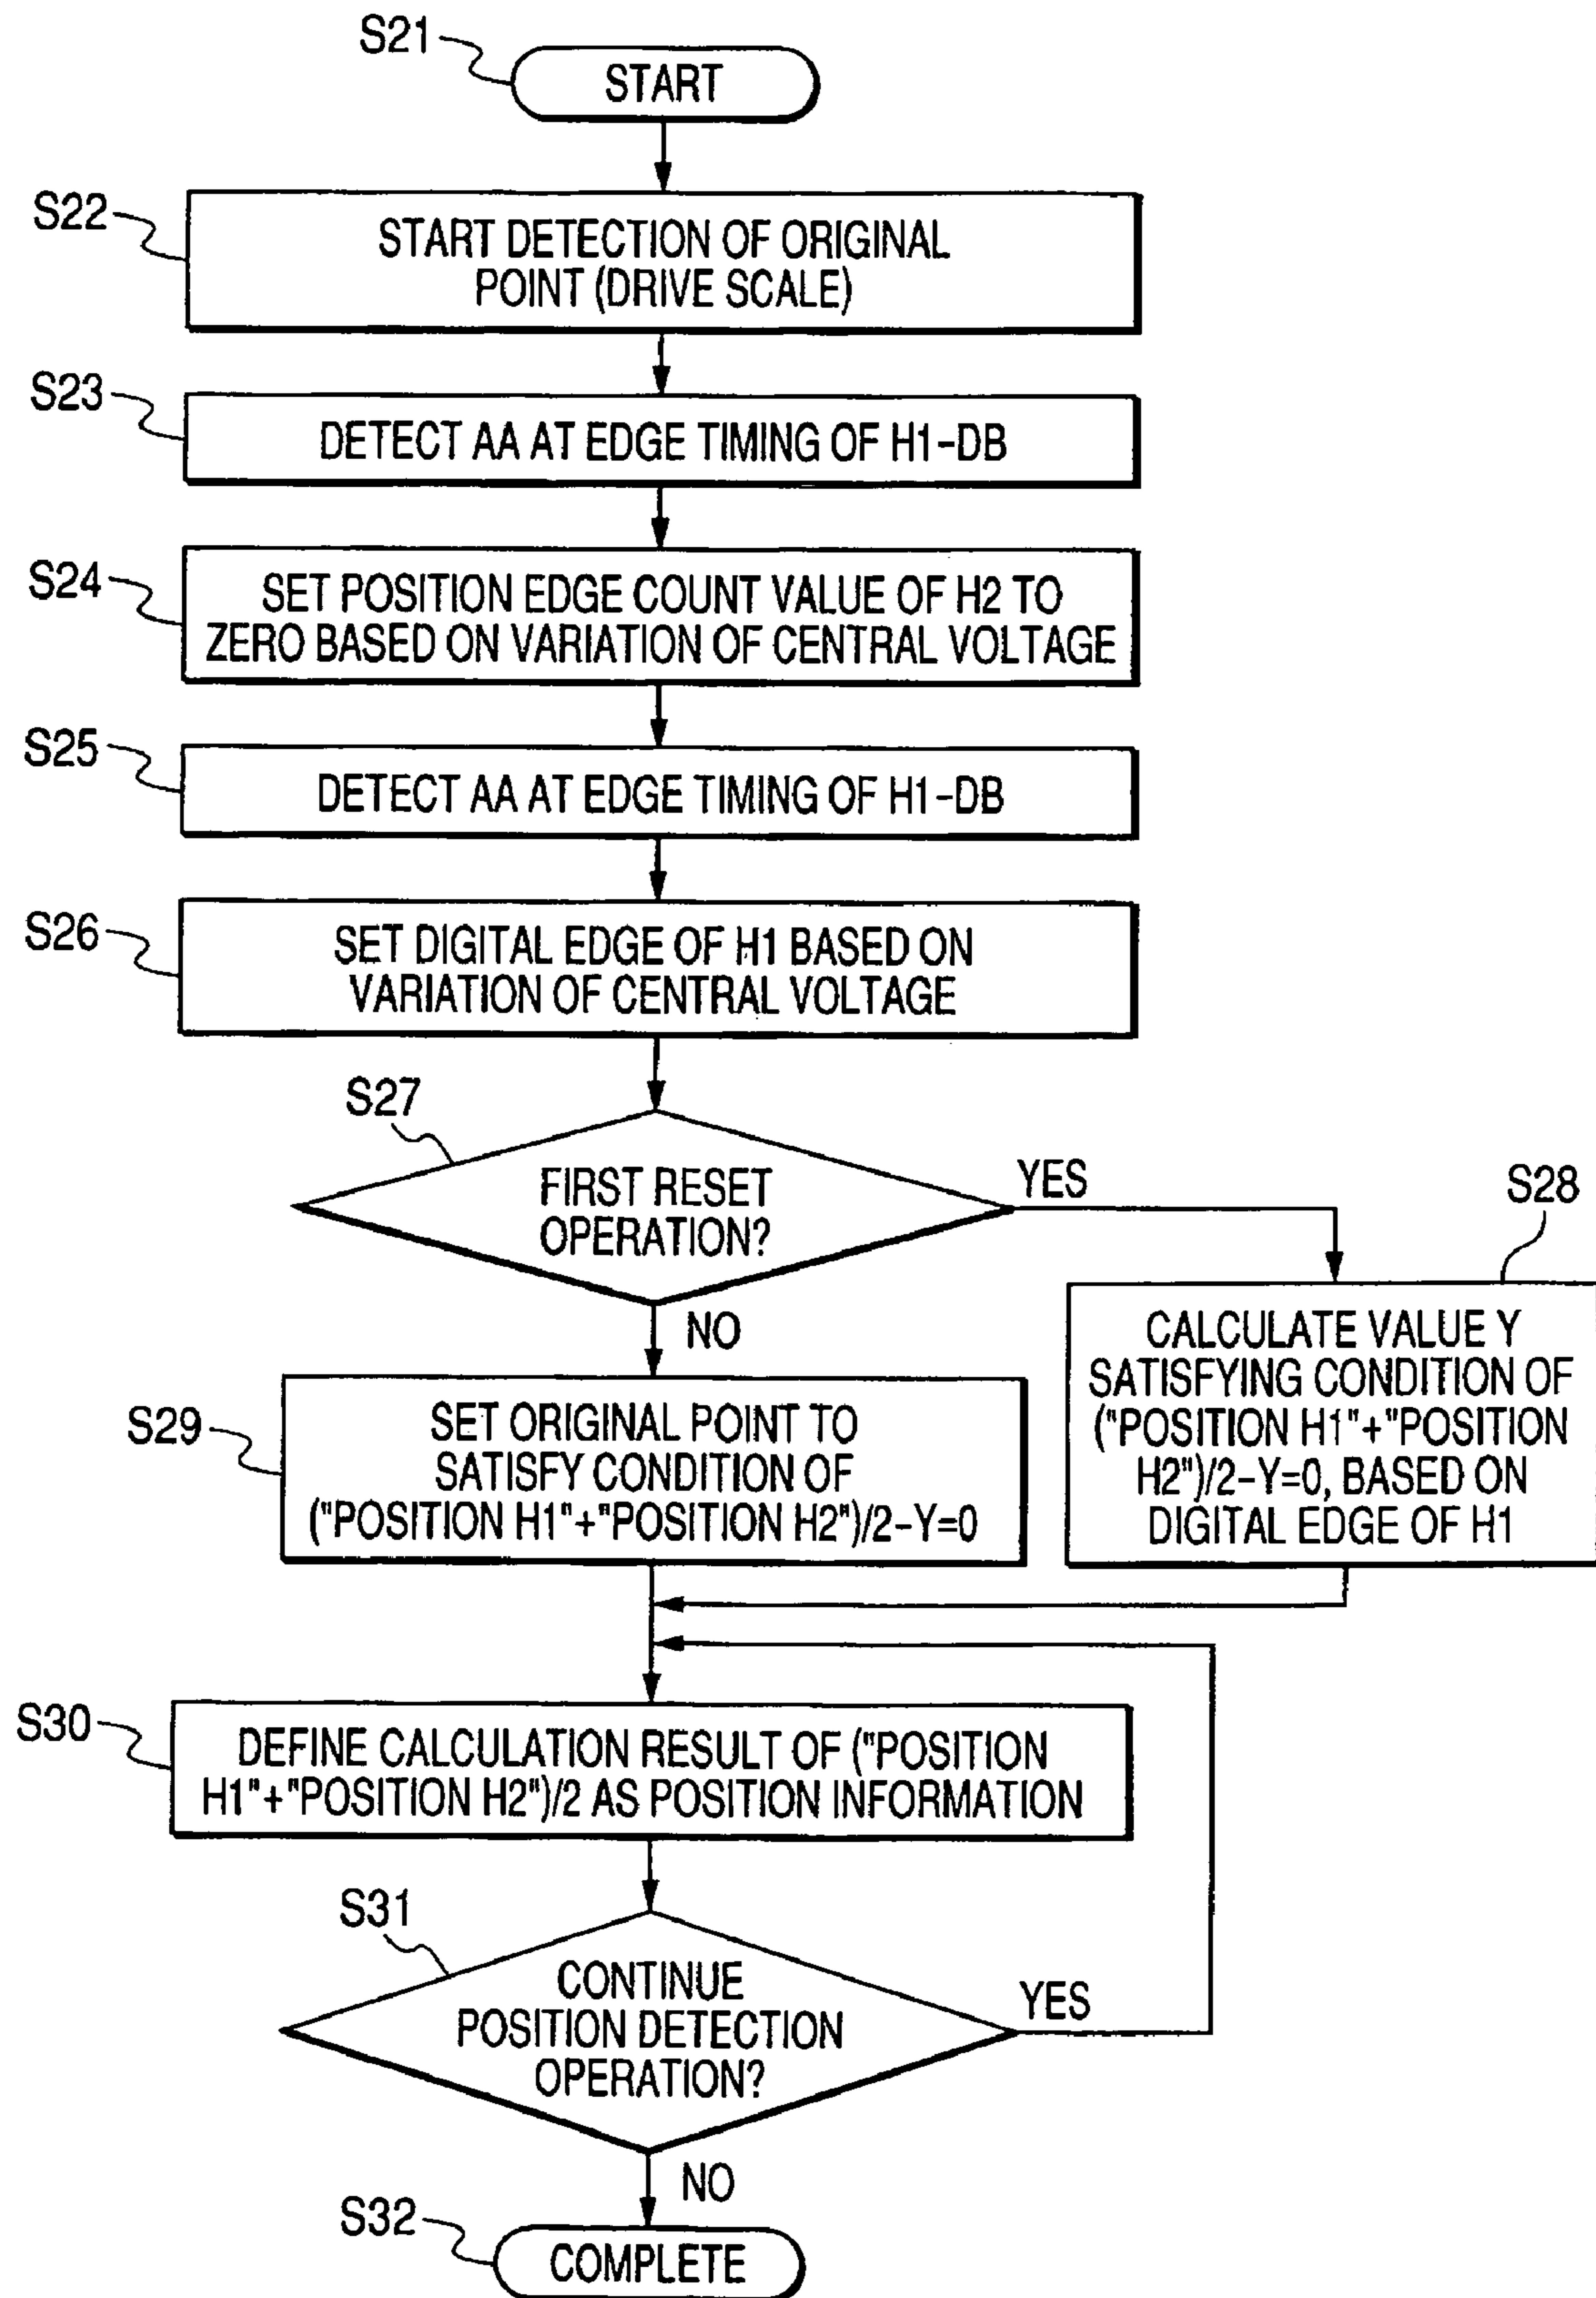 S21
START
S22
START DETECTION OF ORIGINAL
POINT (DRIVE SCALE)
S23
DETECT AA AT EDGE TIMING OF H1-DB
S24
SET POSITION EDGE COUNT VALUE OF H2 TO
ZERO BASED ON VARIATION OF CENTRAL VOLTAGE
S25
DETECT AA AT EDGE TIMING OF H1-DB
S26
SET DIGITAL EDGE OF H1 BASED ON
VARIATION OF CENTRAL VOLTAGE
S27
FIRST RESET
OPERATION?
YES
NO
S28
CALCULATE VALUE Y
SATISFYING CONDITION OF
("POSITION H1"+"POSITION
H2")/2-Y=0, BASED ON
DIGITAL EDGE OF H1
S29
SET ORIGINAL POINT TO
SATISFY CONDITION OF
("POSITION H1"+"POSITION H2")/2-Y=0
S30
DEFINE CALCULATION RESULT OF ("POSITION
H1"+"POSITION H2")/2 AS POSITION INFORMATION
S31
CONTINUE
POSITION DETECTION
OPERATION?
YES
NO
S32
COMPLETE